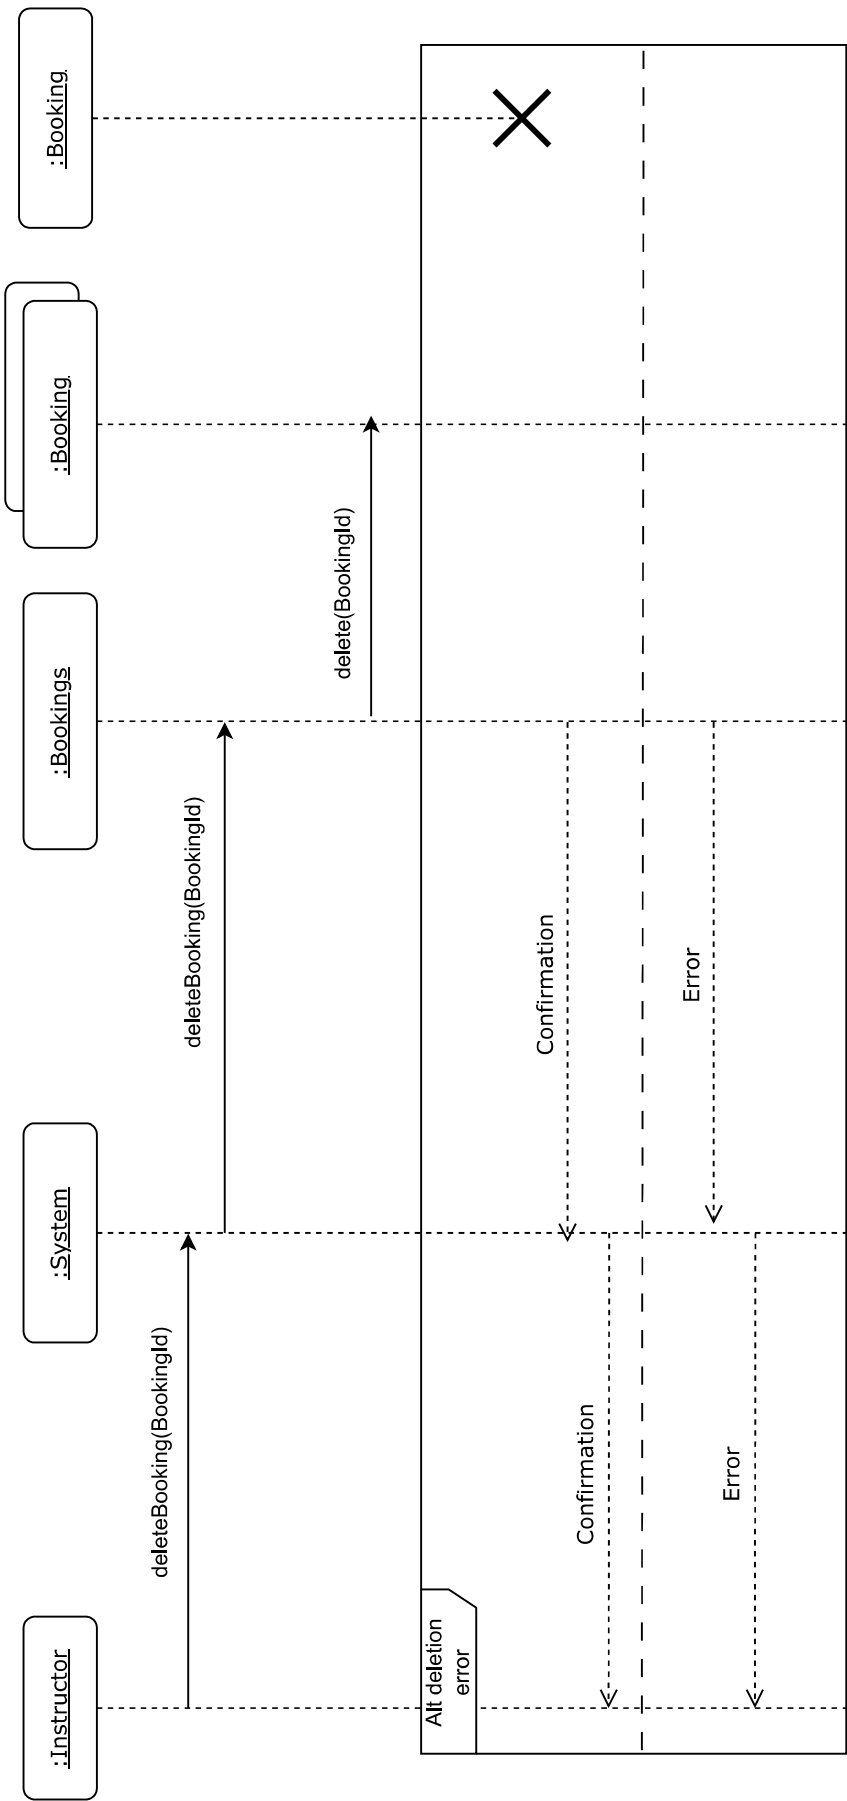 :Instructor
:System
:Bookings
:Booking
:Booking
deleteBooking(BookingId)
deleteBooking(BookingId)
delete(BookingId)
Alt deletion
error
Confirmation
Confirmation
Error
Error